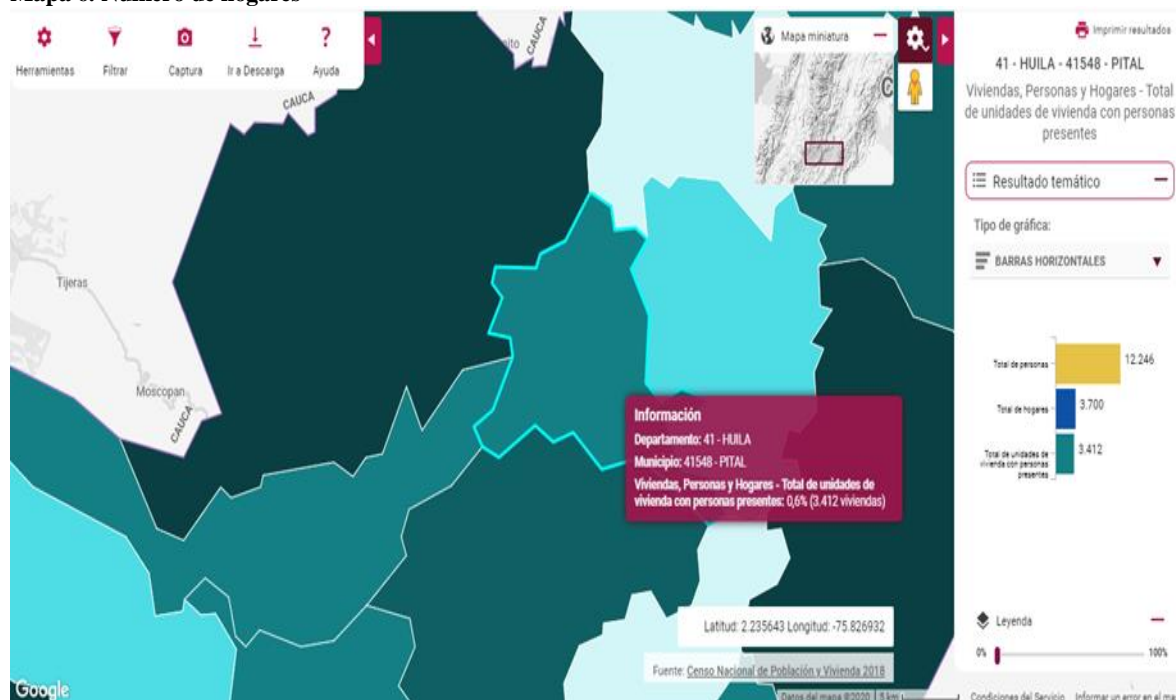 Mapa 6. Número de hogares
Herramientas
Filtrar
Captura
Ir a Descarga
Ayuda
CAUCA
CAUCA
Tijeras
Moscopan
CAUCA
Mapa miniatura
C
Imprimir resultados
41 - HUILA - 41548 - PITAL
Viviendas, Personas y Hogares - Total
de unidades de vivienda con personas
presentes
Resultado temático
Tipo de gráfica:
BARRAS HORIZONTALES
Total de personas
12.246
Total de hogares
3.700
Total de unidades de
vivienda con personas
presentes
3.412
Información
Departamento: 41 - HUILA
Municipio: 41548 - PITAL
Viviendas, Personas y Hogares - Total de unidades de
vivienda con personas presentes: 0,6% (3.412 viviendas)
Latitud: 2.235643 Longitud: -75.826932
Fuente: Censo Nacional de Población y Vivienda 2018
Leyenda
0%
100%
Google
Datos del mapa ©2020
5 km
Condiciones del Servicio
Informar un error en el